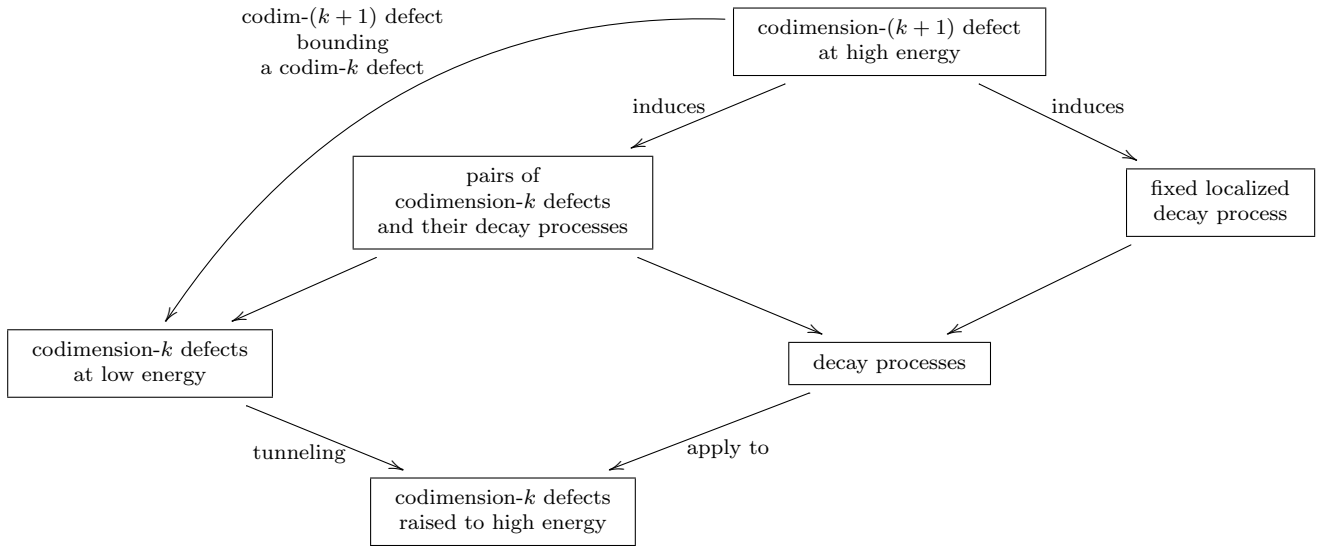 codim-(k + 1) defect
bounding
a codim-k defect
codimension-(k + 1) defect
at high energy
induces
induces
pairs of
codimension-k defects
and their decay processes
fixed localized
decay process
codimension-k defects
at low energy
decay processes
tunneling
apply to
codimension-k defects
raised to high energy